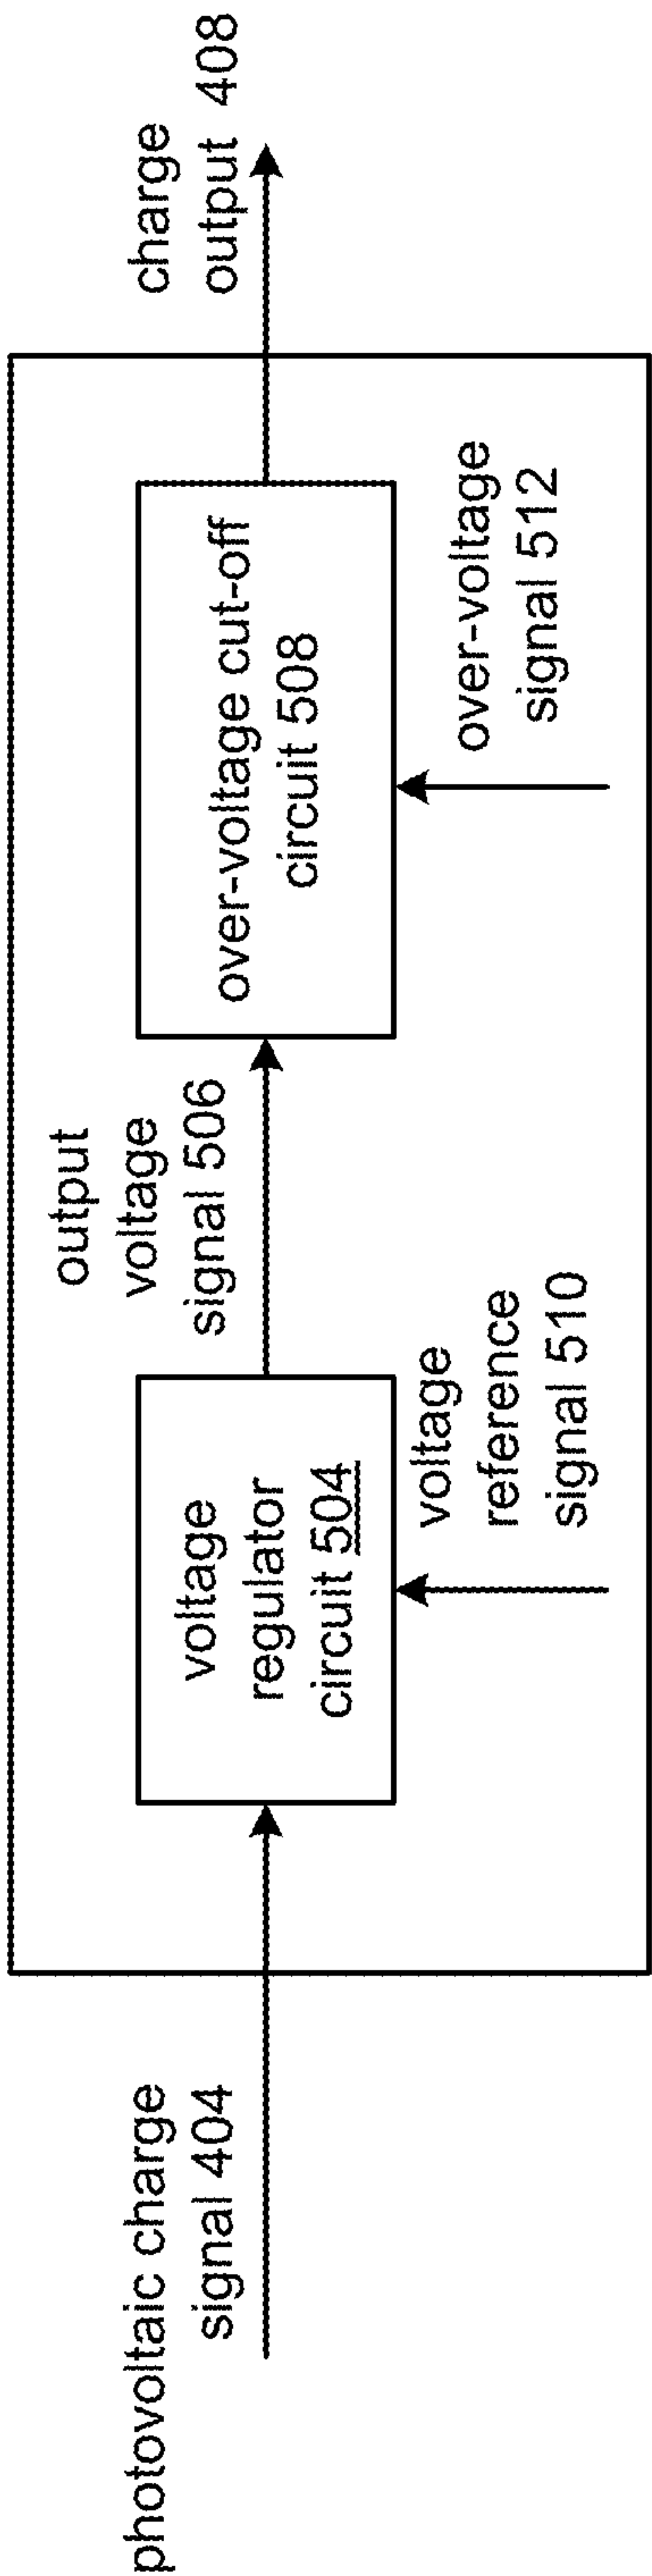 photovoltaic charge
signal 404
voltage
regulator
circuit 504
voltage
reference
signal 510
output
voltage
signal 506
over-voltage cut-off
circuit 508
over-voltage
signal 512
charge
output 408